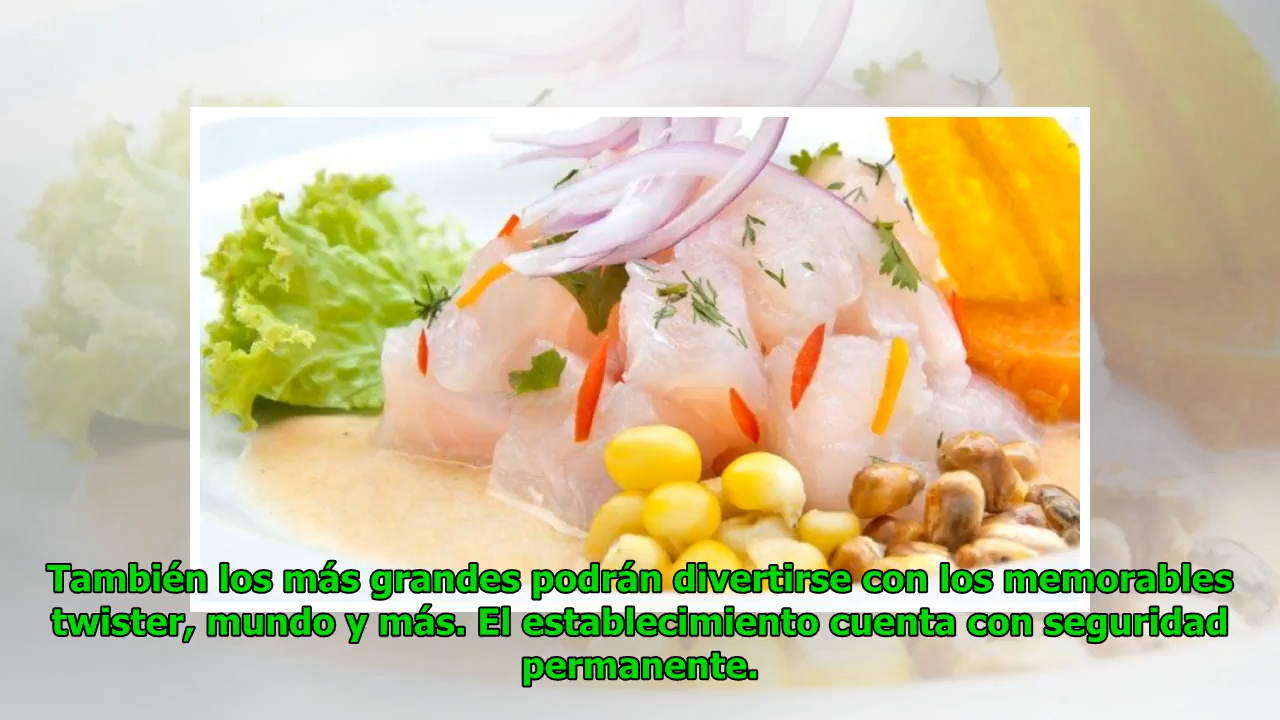 También los más grandes podrán divertirse con los memorables
twister, mundo y más. El establecimiento cuenta con seguridad
permanente.